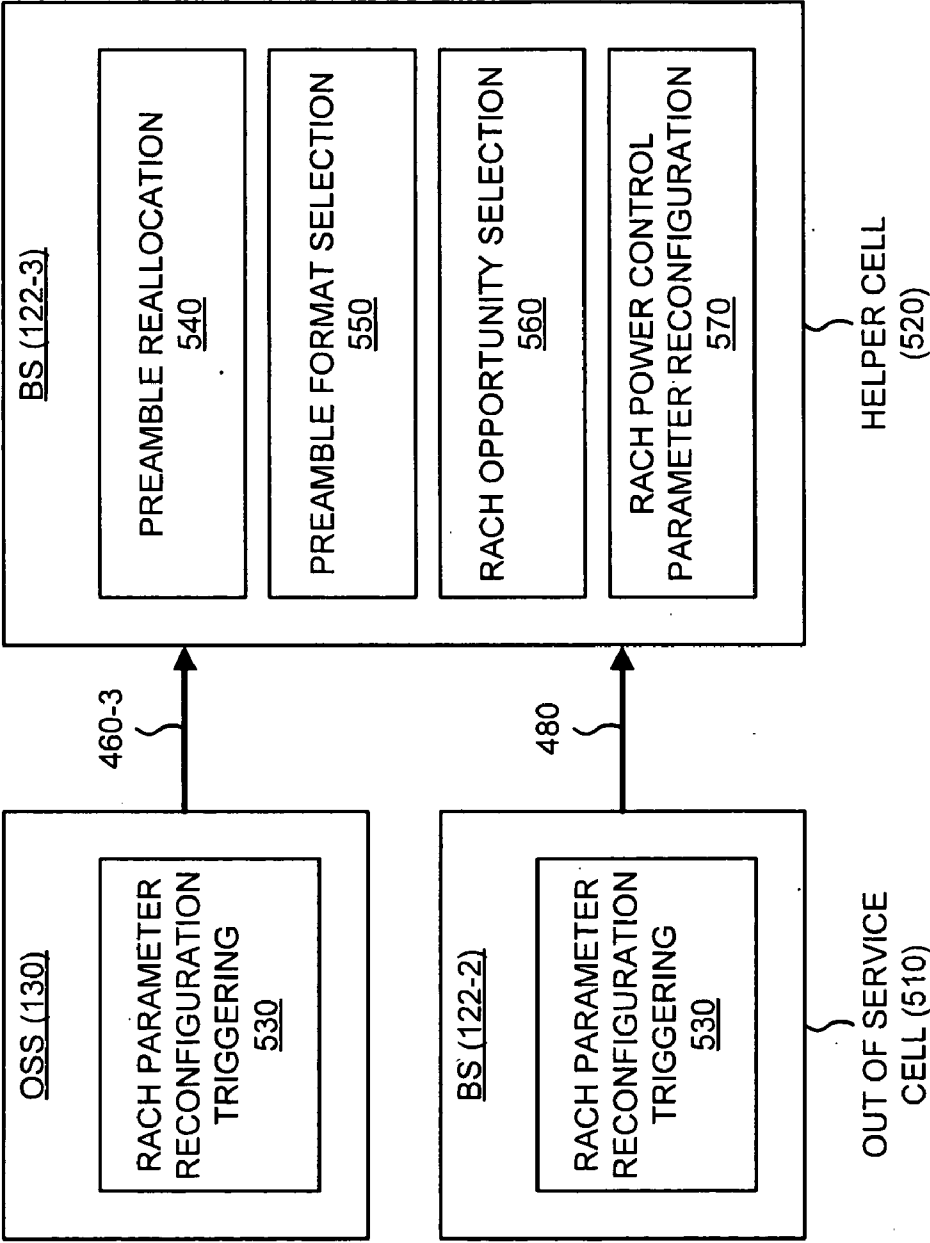 OSS (130)
RACH PARAMETER
RECONFIGURATION
TRIGGERING
530
460-3
BS (122-2)
RACH PARAMETER
RECONFIGURATION
TRIGGERING
530
OUT OF SERVICE
CELL (510)
480
BS (122-3)
PREAMBLE REALLOCATION
540
PREAMBLE FORMAT SELECTION
550
RACH OPPORTUNITY SELECTION
560
RACH POWER CONTROL
PARAMETER RECONFIGURATION
570
HELPER CELL
(520)